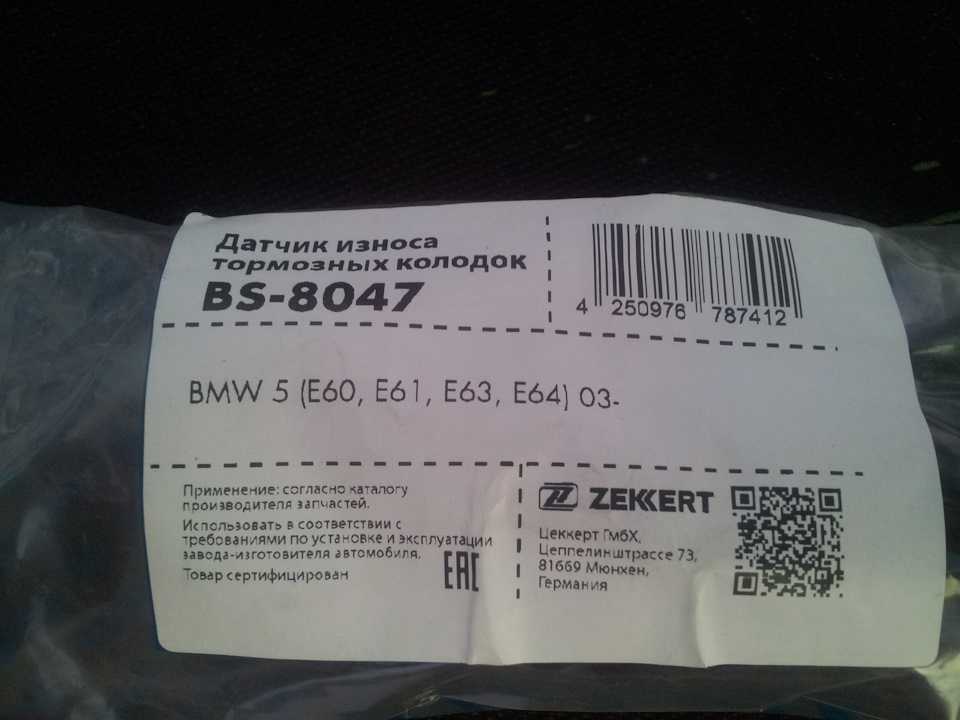 Датчик износа
тормозных колодок
BS-8047
4 250976 787412
BMW 5 (E60, E61, E63, E64) 03-
Применение: согласно каталогу
производителя запчастей.
Использовать в соответствии с
требованиями по установке и эксплуатации
завода-изготовителя автомобиля.
Товар сертифицирован
EAC
ZEKKERT
Цеккерт ГмбХ,
Цеппелинштрассе 73,
81669 Мюнхен,
Германия